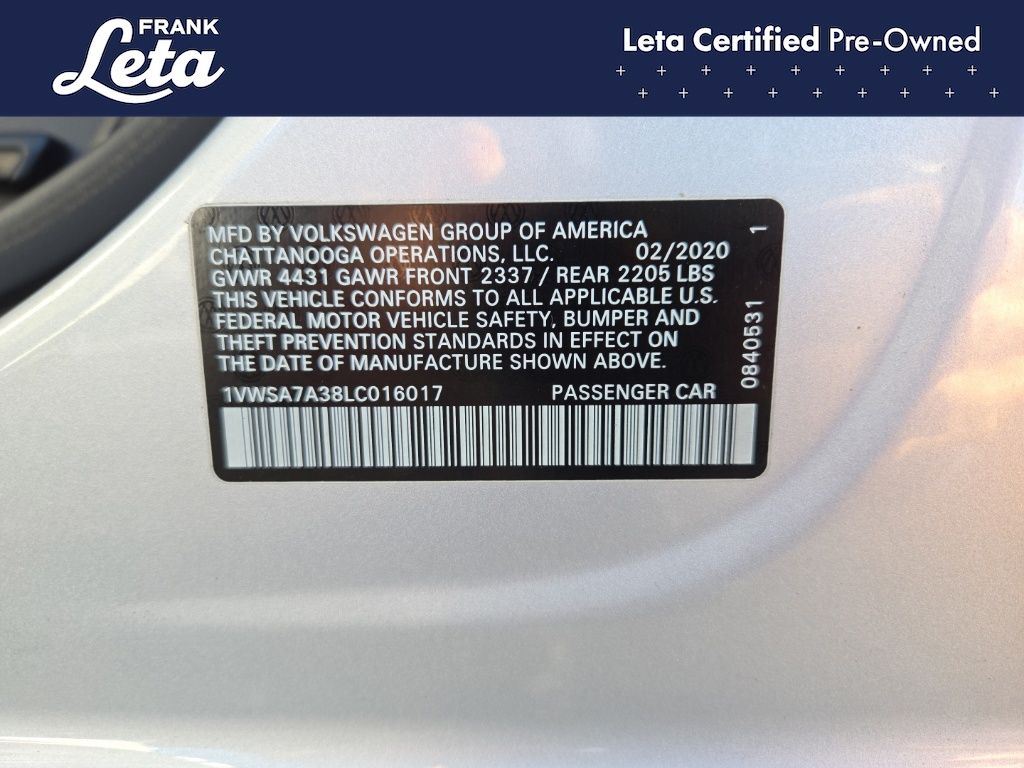 FRANK
Leta
Leta Certified Pre-Owned
MFD BY VOLKSWAGEN GROUP OF AMERICA
CHATTANOOGA OPERATIONS, LLC. 02/2020
GVWR 4431 GAWR FRONT 2337 / REAR 2205 LBS
THIS VEHICLE CONFORMS TO ALL APPLICABLE U.S.
FEDERAL MOTOR VEHICLE SAFETY, BUMPER AND
THEFT PREVENTION STANDARDS IN EFFECT ON
THE DATE OF MANUFACTURE SHOWN ABOVE.
1VWSA7A38LC016017 PASSENGER CAR
0840531 1